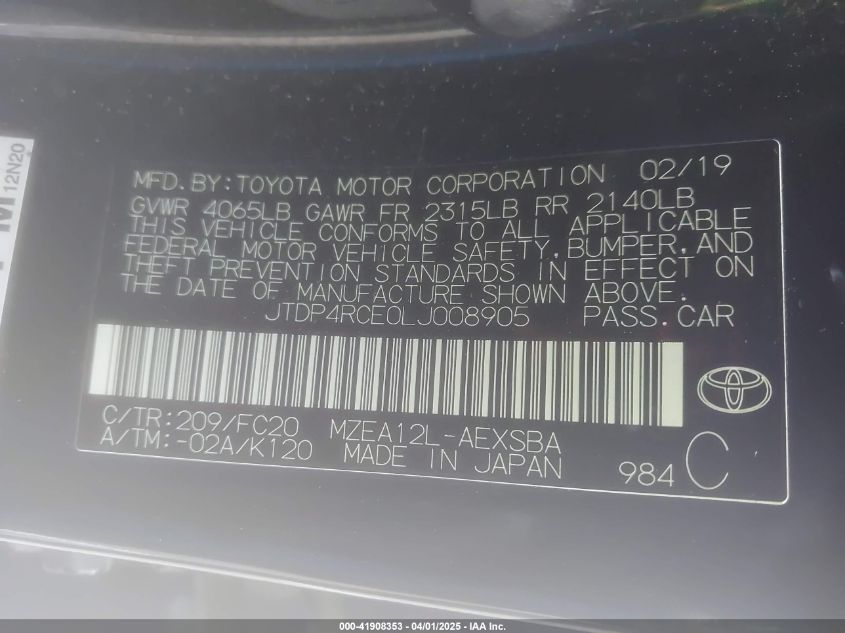 12N20
MFD.BY:TOYOTA MOTOR CORPORATION 02/19
GVWR 4065LB GAWR FR 2315LB RR 2140LB
THIS VEHICLE CONFORMS TO ALL APPLICABLE
FEDERAL MOTOR VEHICLE SAFETY,BUMPER,AND
THEFT PREVENTION STANDARDS IN EFFECT ON
THE DATE OF MANUFACTURE SHOWN ABOVE.
JTDP4RCE0LJ008905 PASS.CAR
C/TR:209/FC20 MZEA12L-AEXSBA
A/TM:-02A/K120 MADE IN JAPAN 984 C
000-41908353 - 04/01/2025 - IAA Inc.